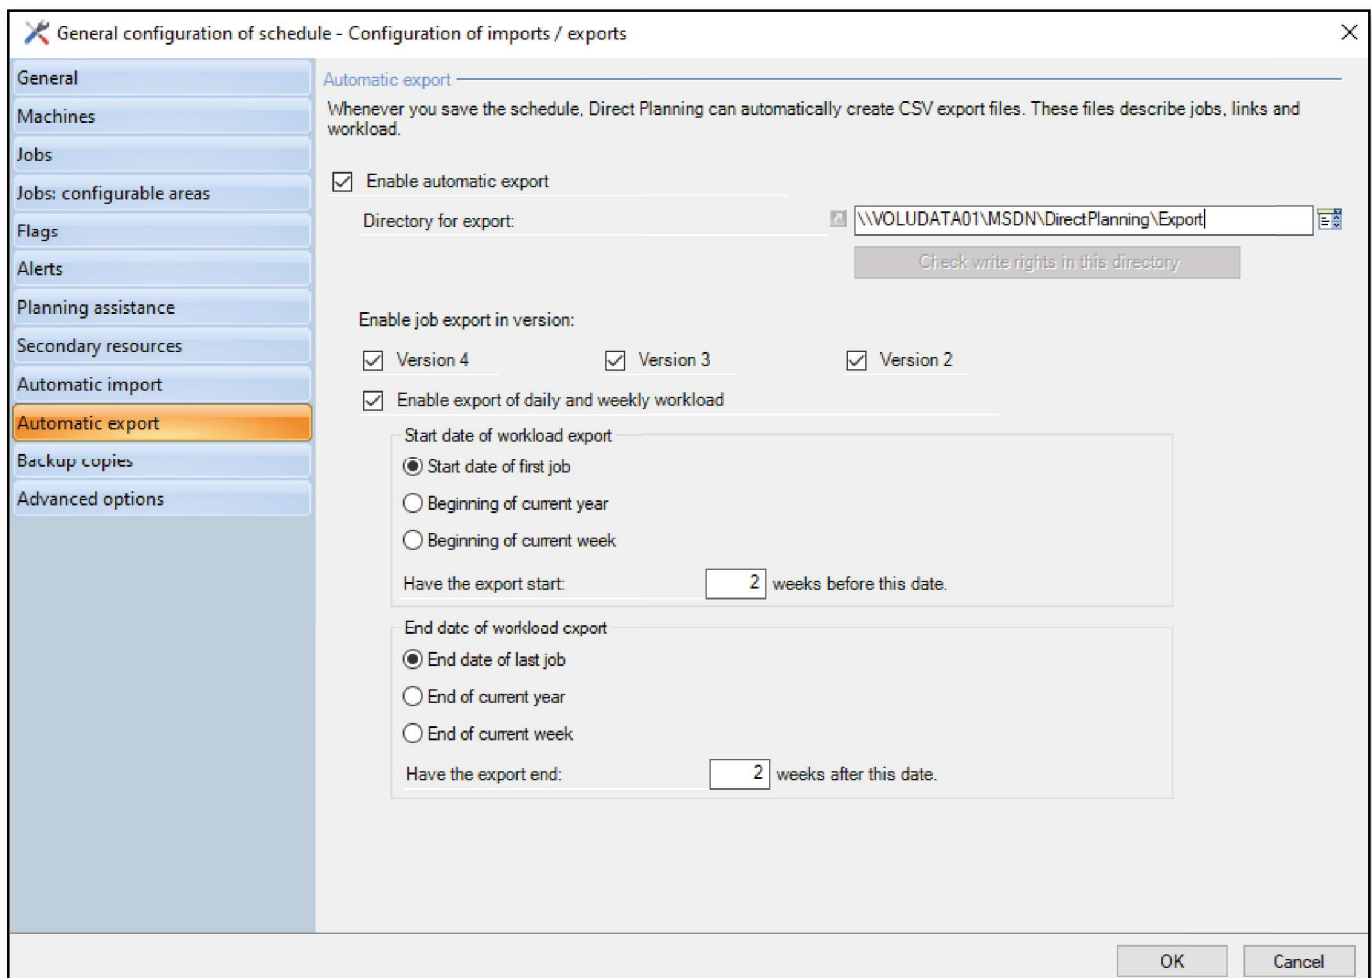 General configuration of schedule - Configuration of imports / exports
General
Machines
Jobs
Jobs: configurable areas
Flags
Alerts
Planning assistance
Secondary resources
Automatic import
Automatic export
Backup copies
Advanced options
Automatic export
Whenever you save the schedule, Direct Planning can automatically create CSV export files. These files describe jobs, links and
workload.
Enable automatic export
Directory for export: \\VOLUDATA01\MSDN\DirectPlanning\Export
Check write rights in this directory
Enable job export in version:
Version 4 Version 3 Version 2
Enable export of daily and weekly workload
Start date of workload export
Start date of first job
Beginning of current year
Beginning of current week
Have the export start: 2 weeks before this date.
End date of workload export
End date of last job
End of current year
End of current week
Have the export end: 2 weeks after this date.
OK Cancel